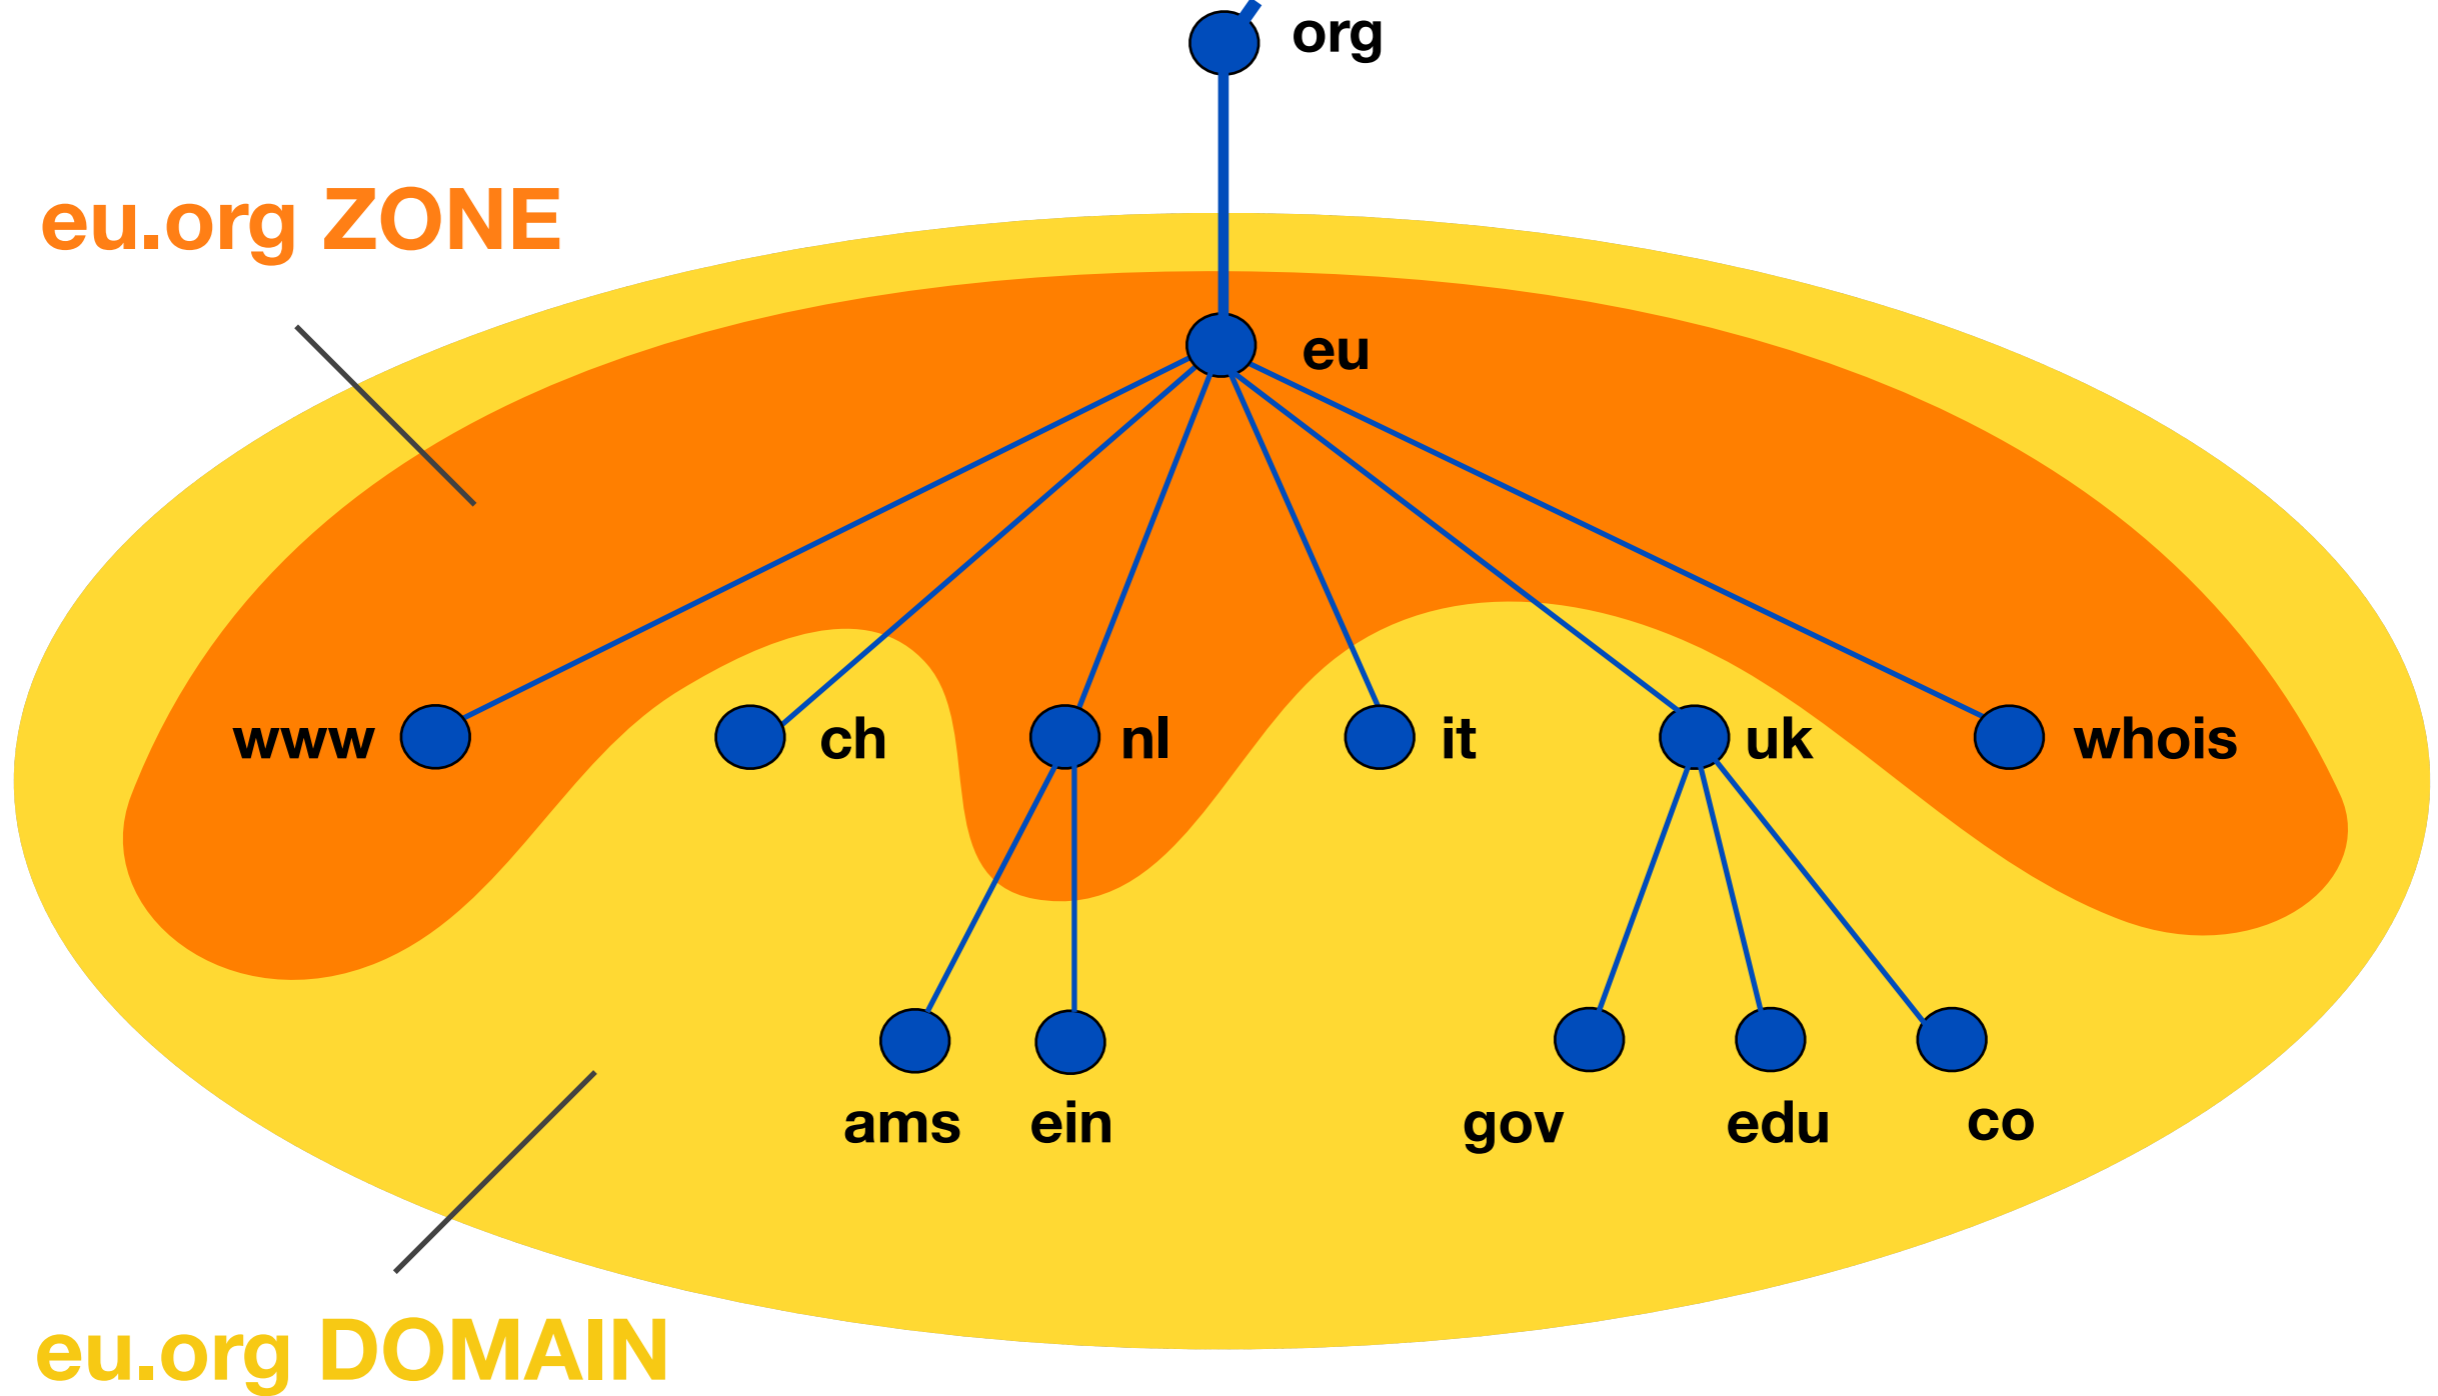 org
eu.org ZONE
eu
www
ch
nl
it
uk
whois
ams
ein
gov
edu
co
eu.org DOMAIN